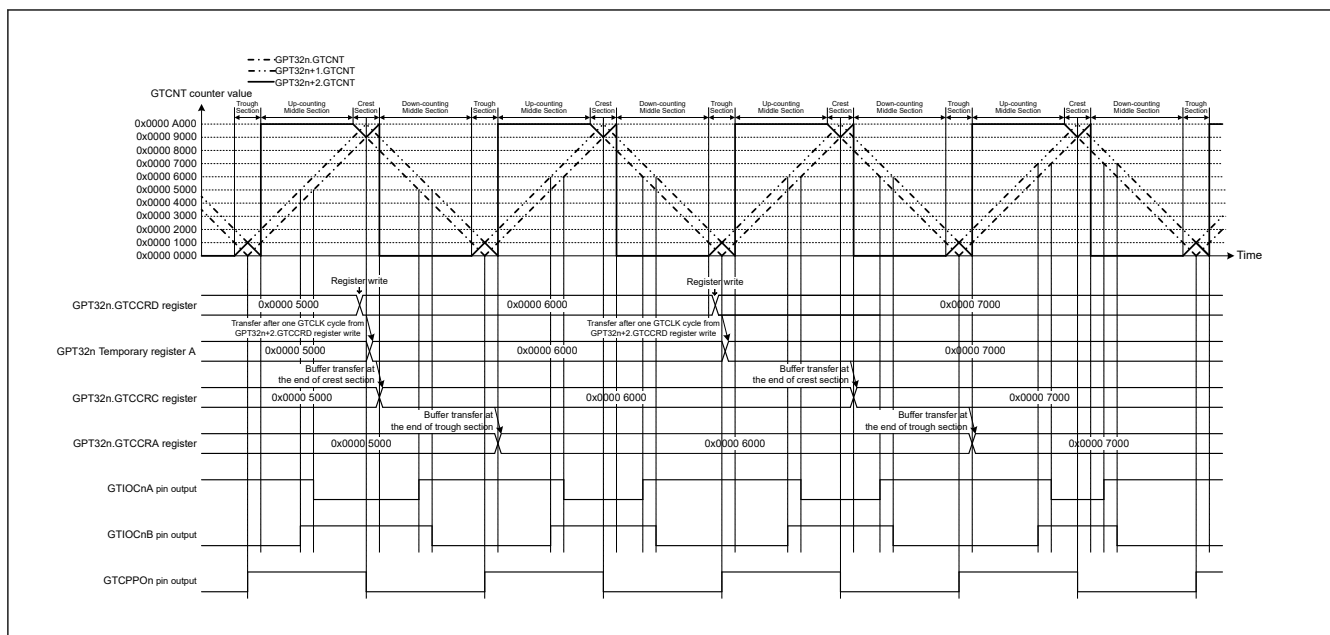 GPT32n.GTCNT
GPT32n+1.GTCNT
GPT32n+2.GTCNT
GTCNT counter value
Trough Section
Up-counting Middle Section
Crest Section
Down-counting Middle Section
Trough Section
Up-counting Middle Section
Crest Section
Down-counting Middle Section
Trough Section
Up-counting Middle Section
Crest Section
Down-counting Middle Section
Trough Section
Up-counting Middle Section
Crest Section
Down-counting Middle Section
Trough Section
0x0000 A000
0x0000 9000
0x0000 8000
0x0000 7000
0x0000 6000
0x0000 5000
0x0000 4000
0x0000 3000
0x0000 2000
0x0000 1000
0x0000 0000
Time
Register write
Register write
GPT32n.GTCCRD register
0x0000 5000
0x0000 6000
0x0000 7000
Transfer after one GTCLK cycle from
GPT32n+2.GTCCRD register write
Transfer after one GTCLK cycle from
GPT32n+2.GTCCRD register write
GPT32n Temporary register A
0x0000 5000
0x0000 6000
0x0000 7000
Buffer transfer at
the end of crest section
Buffer transfer at
the end of crest section
GPT32n.GTCCRC register
0x0000 5000
0x0000 6000
0x0000 7000
Buffer transfer at
the end of trough section
Buffer transfer at
the end of trough section
GPT32n.GTCCRA register
0x0000 5000
0x0000 6000
0x0000 7000
GTIOCnA pin output
GTIOCnB pin output
GTCPPOn pin output